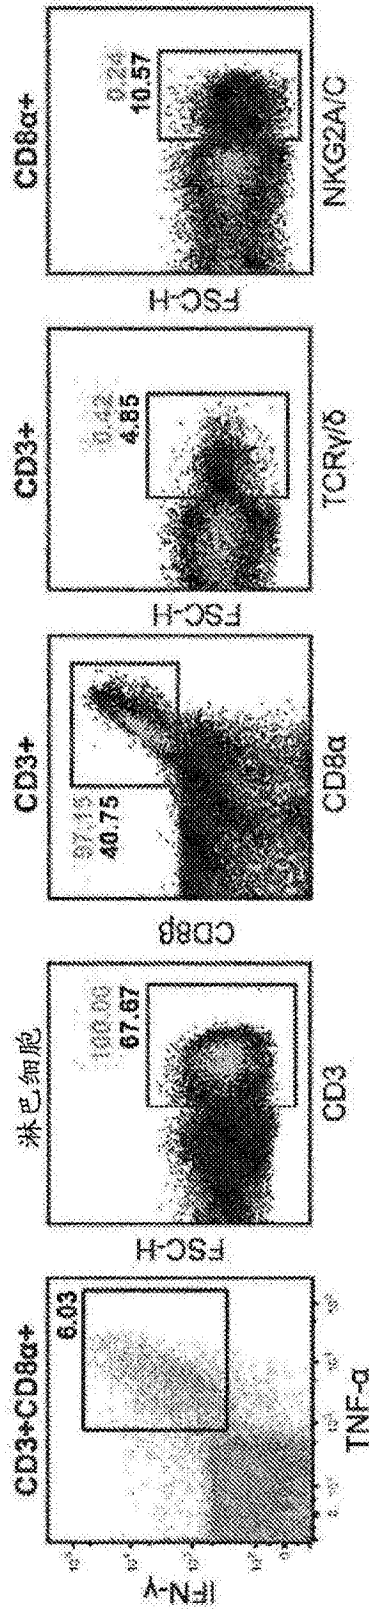 CD3+CD8α+
6.03
IFN-γ
TNF-α
淋巴细胞
100.00
67.67
FSC-H
CD3
CD3+
97.15
40.75
CD8β
CD8α
CD3+
0.42
4.85
FSC-H
TCRγ/δ
CD8α+
0.24
10.57
FSC-H
NKG2A/C